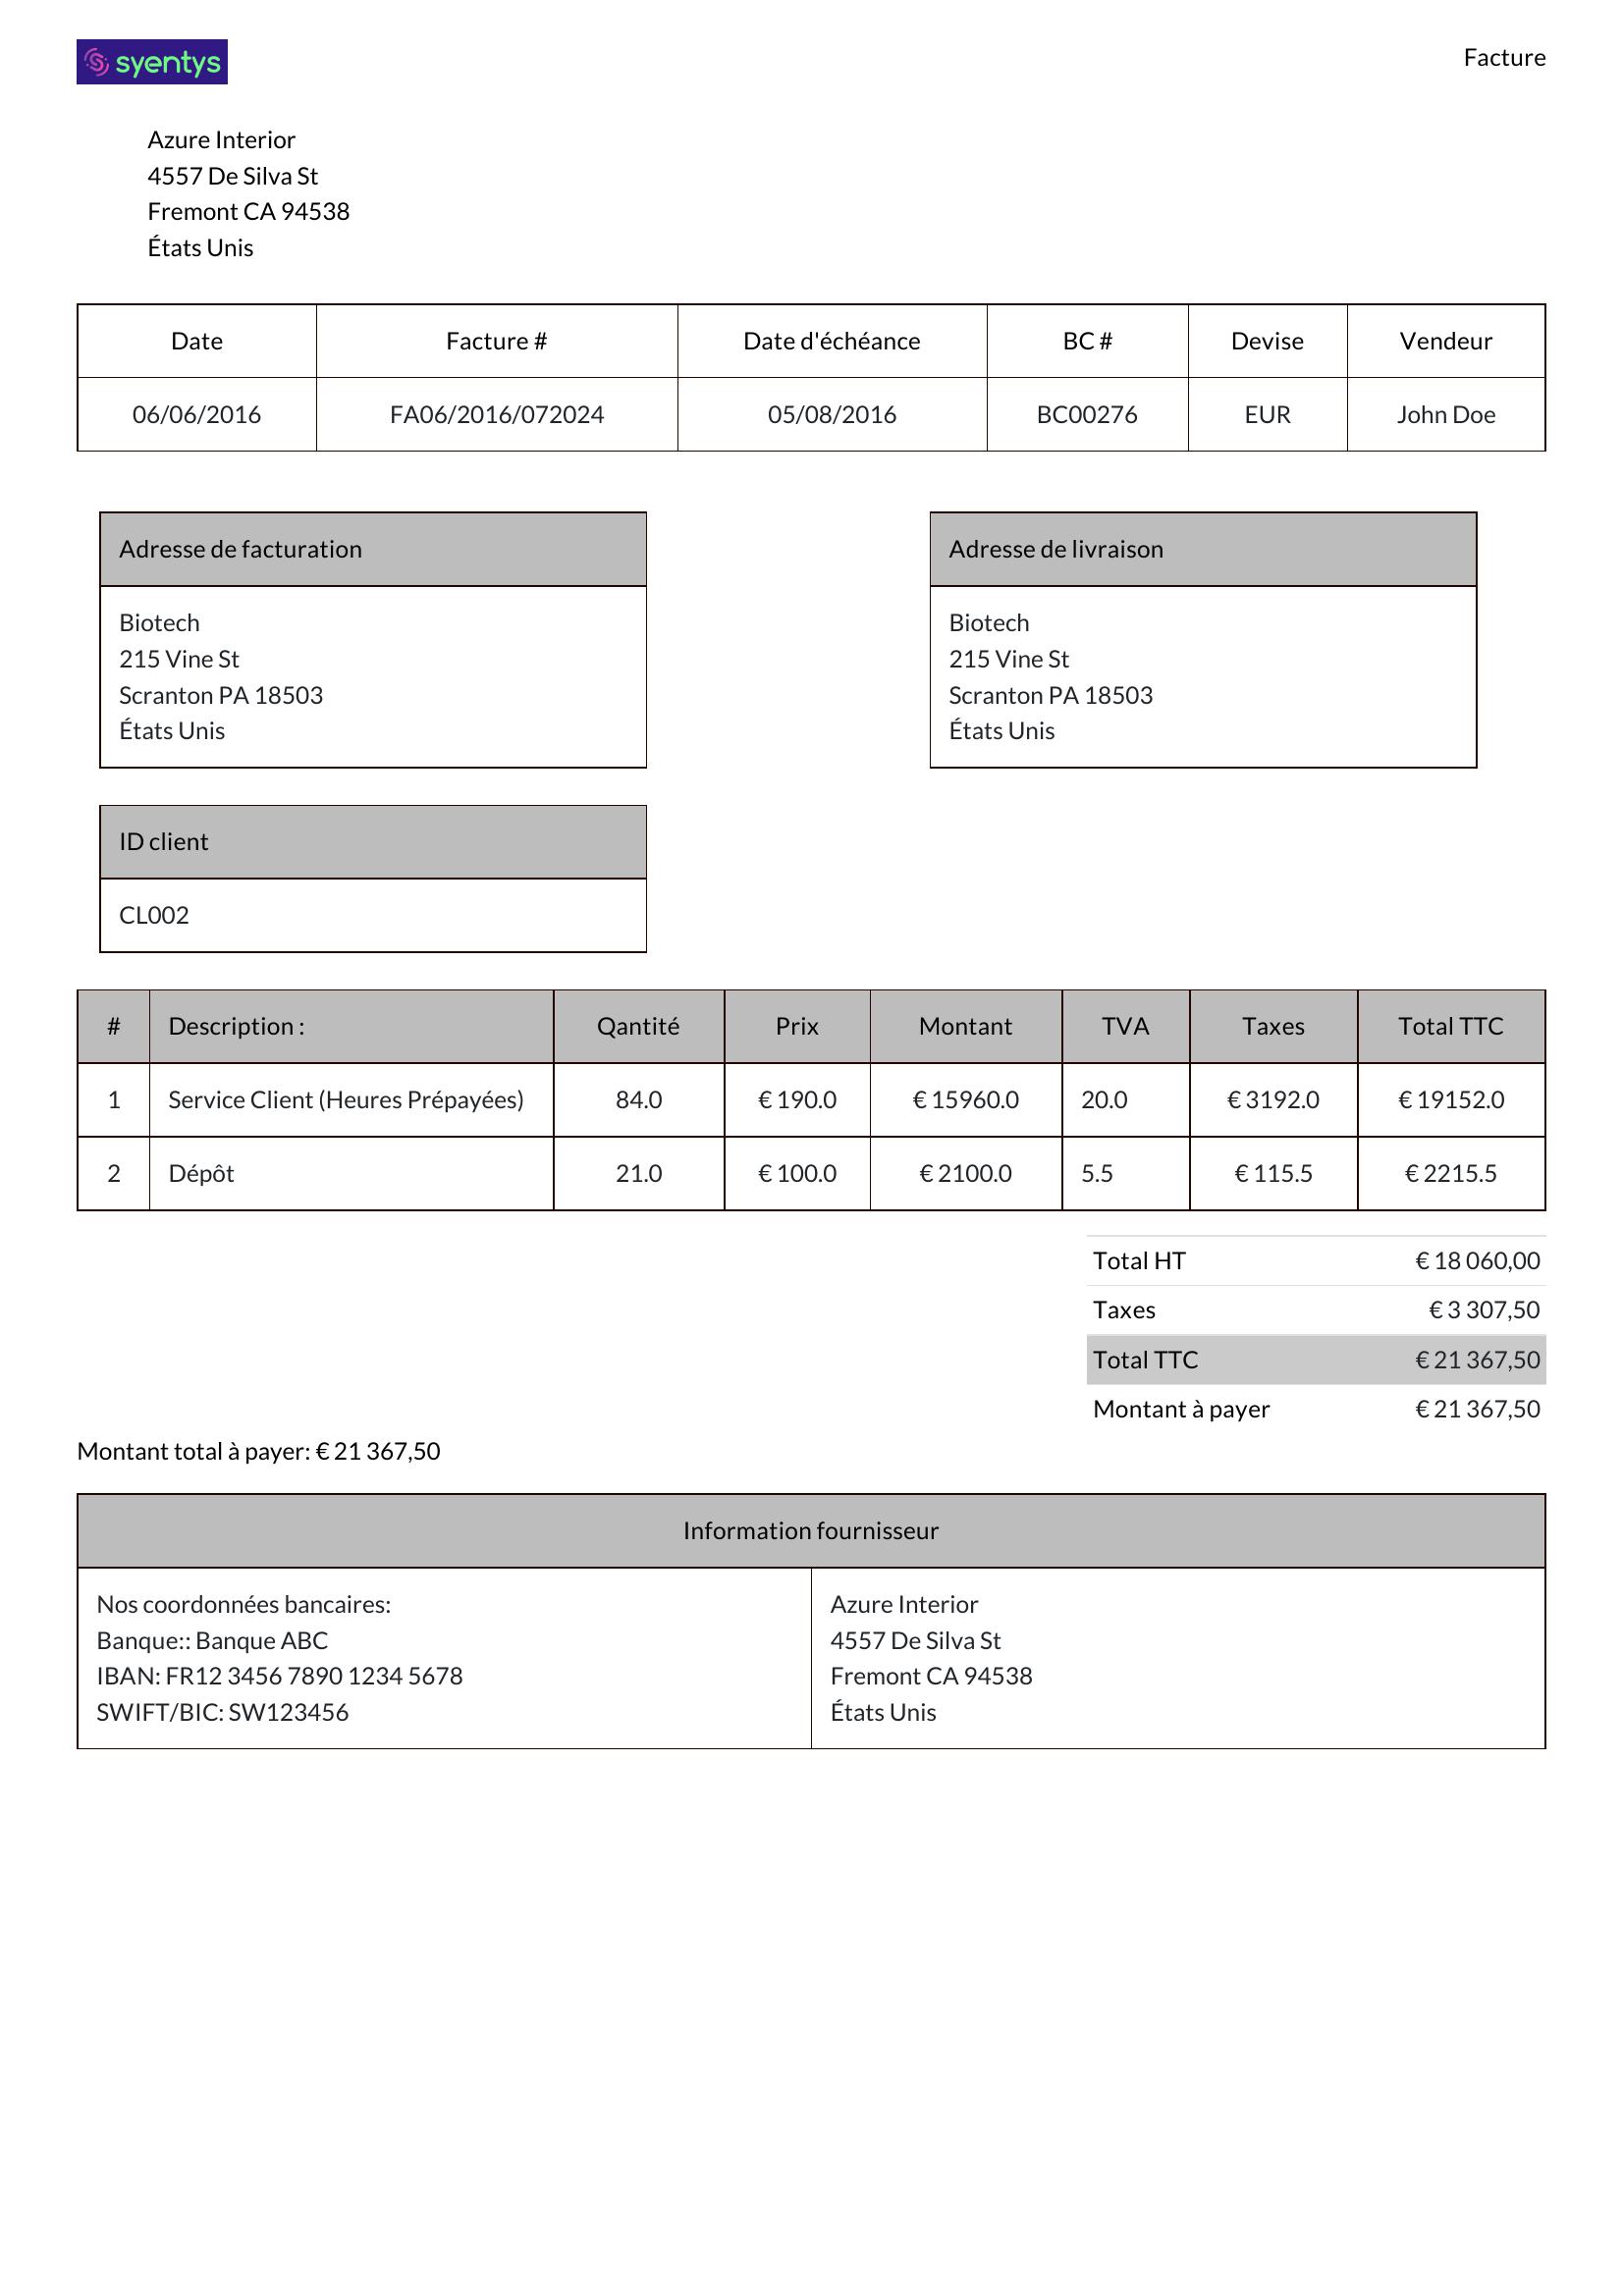 syentys
Facture
Azure Interior
4557 De Silva St
Fremont CA 94538
États Unis
Date Facture # Date d'échéance BC # Devise Vendeur
06/06/2016 FA06/2016/072024 05/08/2016 BC00276 EUR John Doe
Adresse de facturation
Biotech
215 Vine St
Scranton PA 18503
États Unis
Adresse de livraison
Biotech
215 Vine St
Scranton PA 18503
États Unis
ID client
CL002
# Description : Qantité Prix Montant TVA Taxes Total TTC
1 Service Client (Heures Prépayées) 84.0 € 190.0 € 15960.0 20.0 € 3192.0 € 19152.0
2 Dépôt 21.0 € 100.0 € 2100.0 5.5 € 115.5 € 2215.5
Total HT € 18 060,00
Taxes € 3 307,50
Total TTC € 21 367,50
Montant à payer € 21 367,50
Montant total à payer: € 21 367,50
Information fournisseur
Nos coordonnées bancaires:
Banque:: Banque ABC
IBAN: FR12 3456 7890 1234 5678
SWIFT/BIC: SW123456
Azure Interior
4557 De Silva St
Fremont CA 94538
États Unis